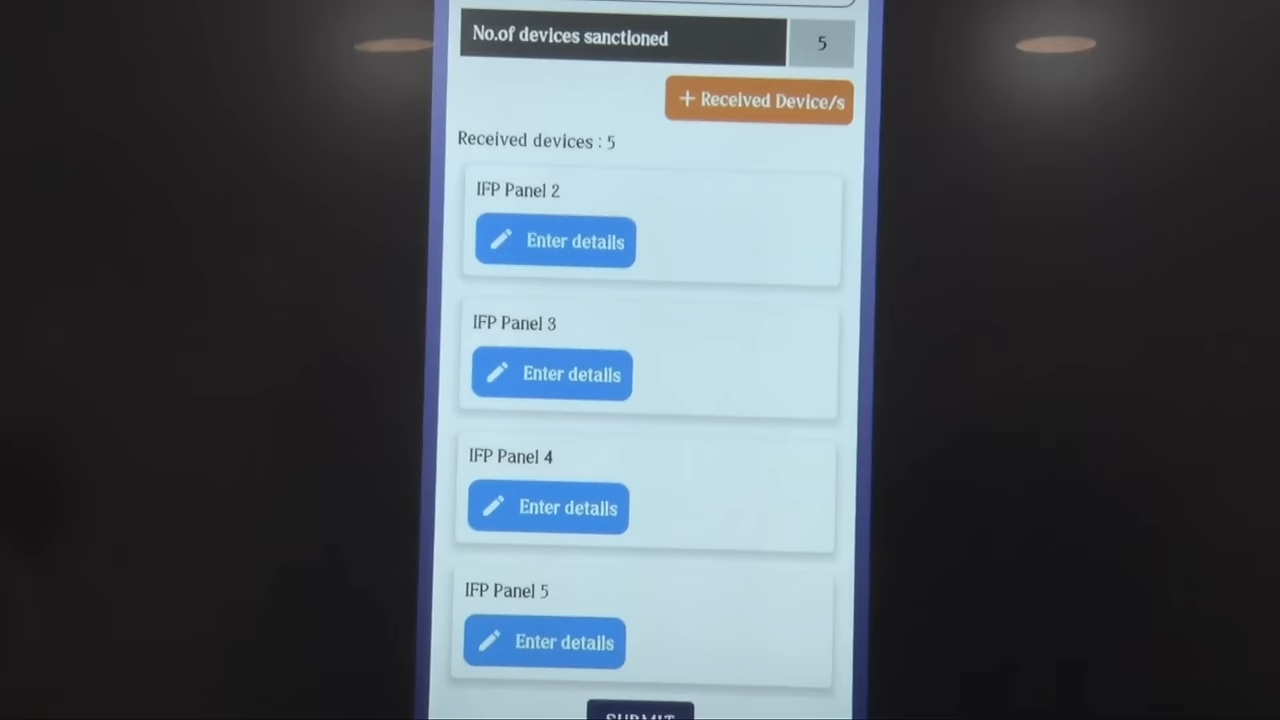 No.of devices sanctioned 5
+ Received Device/s
Received devices : 5
IFP Panel 2
Enter details
IFP Panel 3
Enter details
IFP Panel 4
Enter details
IFP Panel 5
Enter details
SUBMIT